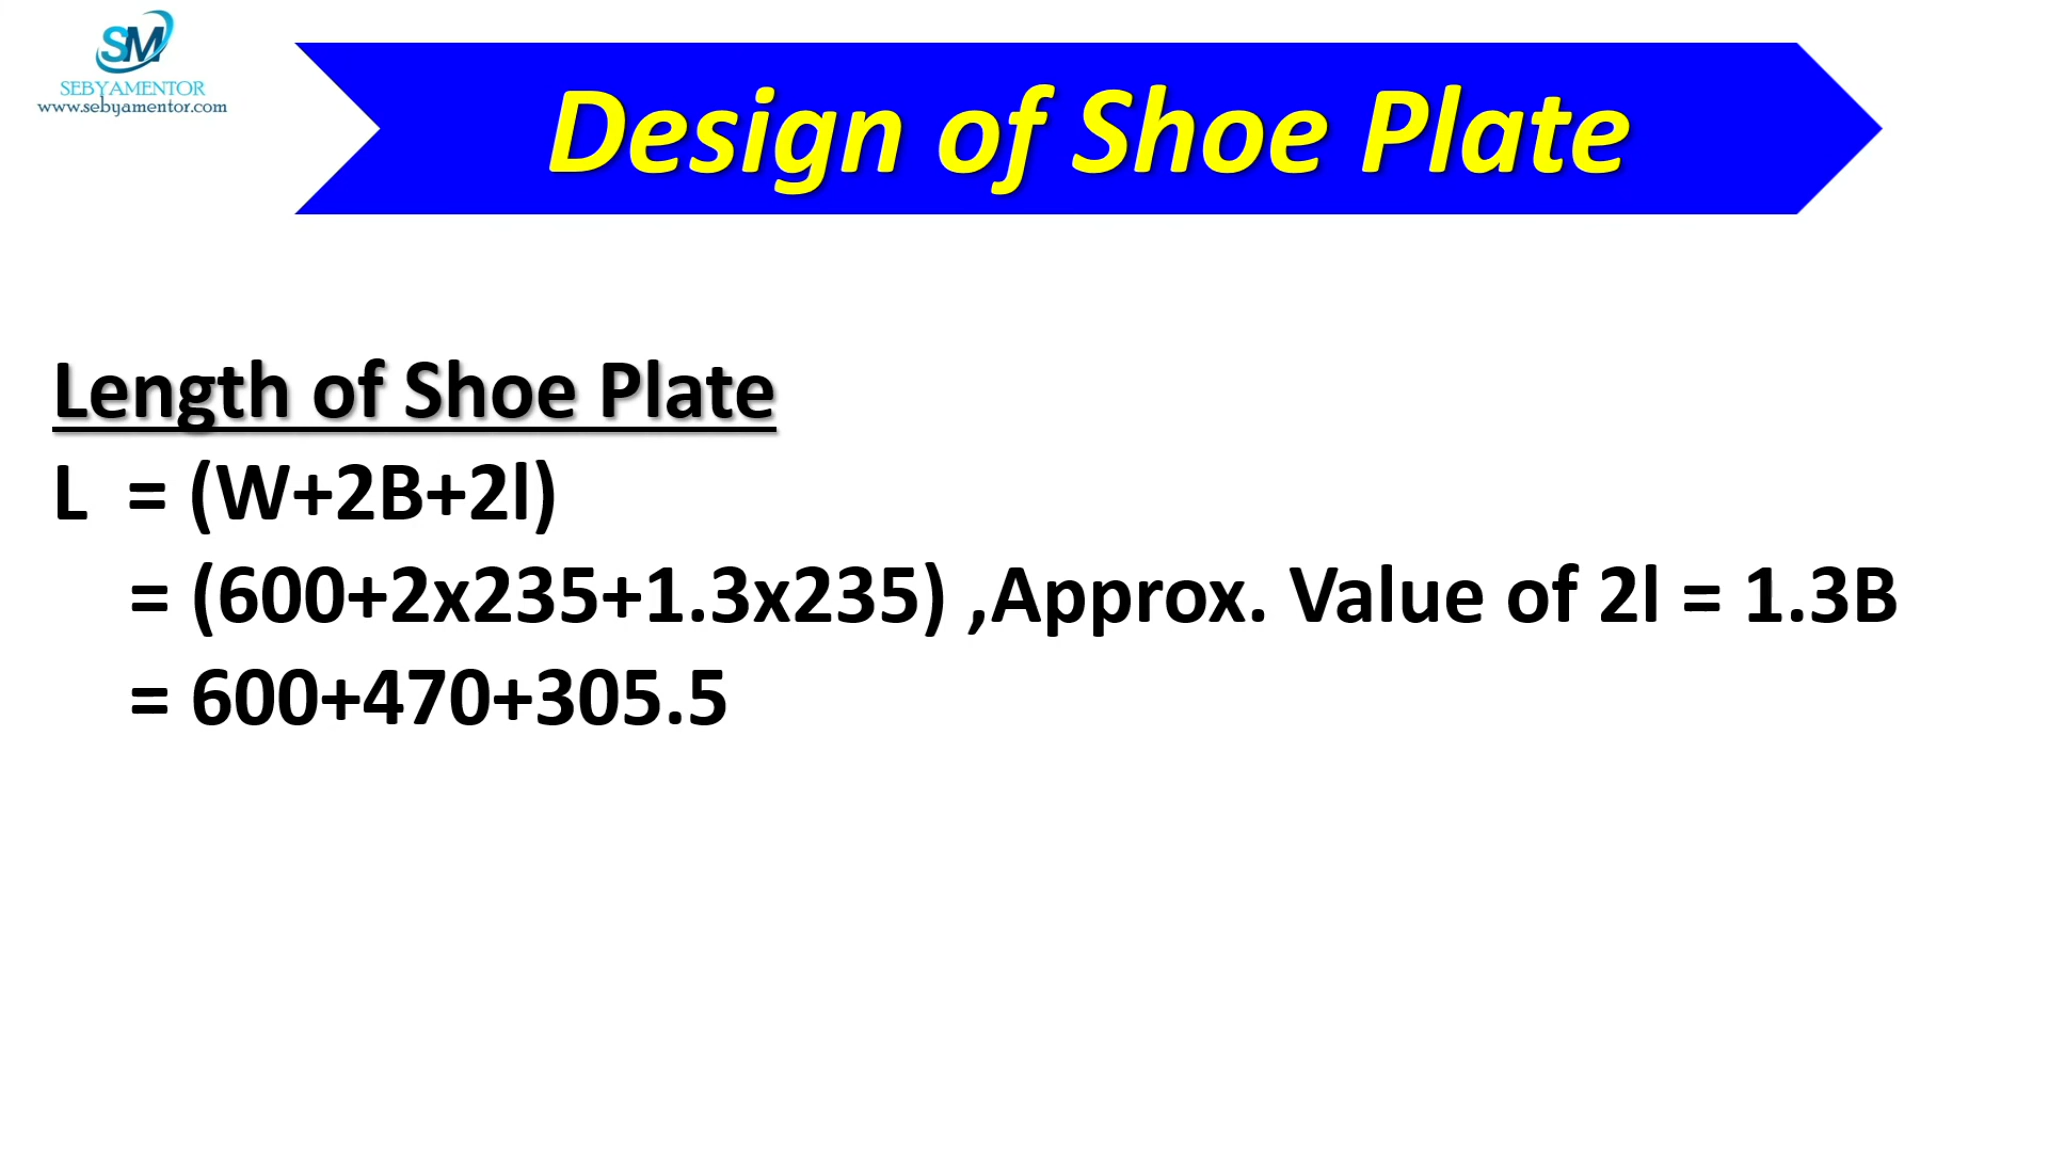 SM
SEBYAMENTOR
www.sebyamentor.com
Design of Shoe Plate
Length of Shoe Plate
L = (W+2B+2l)
= (600+2x235+1.3x235) ,Approx. Value of 2l = 1.3B
= 600+470+305.5